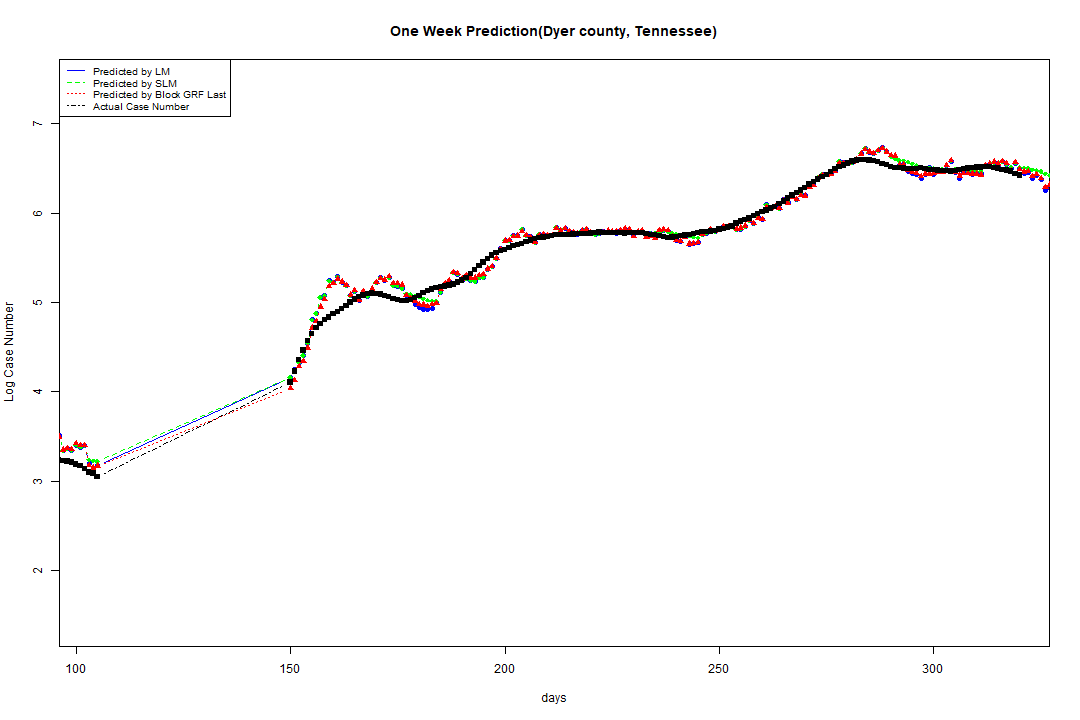 One Week Prediction(Dyer county, Tennessee)
Predicted by LM
Predicted by SLM
Predicted by Block GRF Last
Actual Case Number
7
6
5
4
3
2
Log Case Number
100 150 200 250 300
days